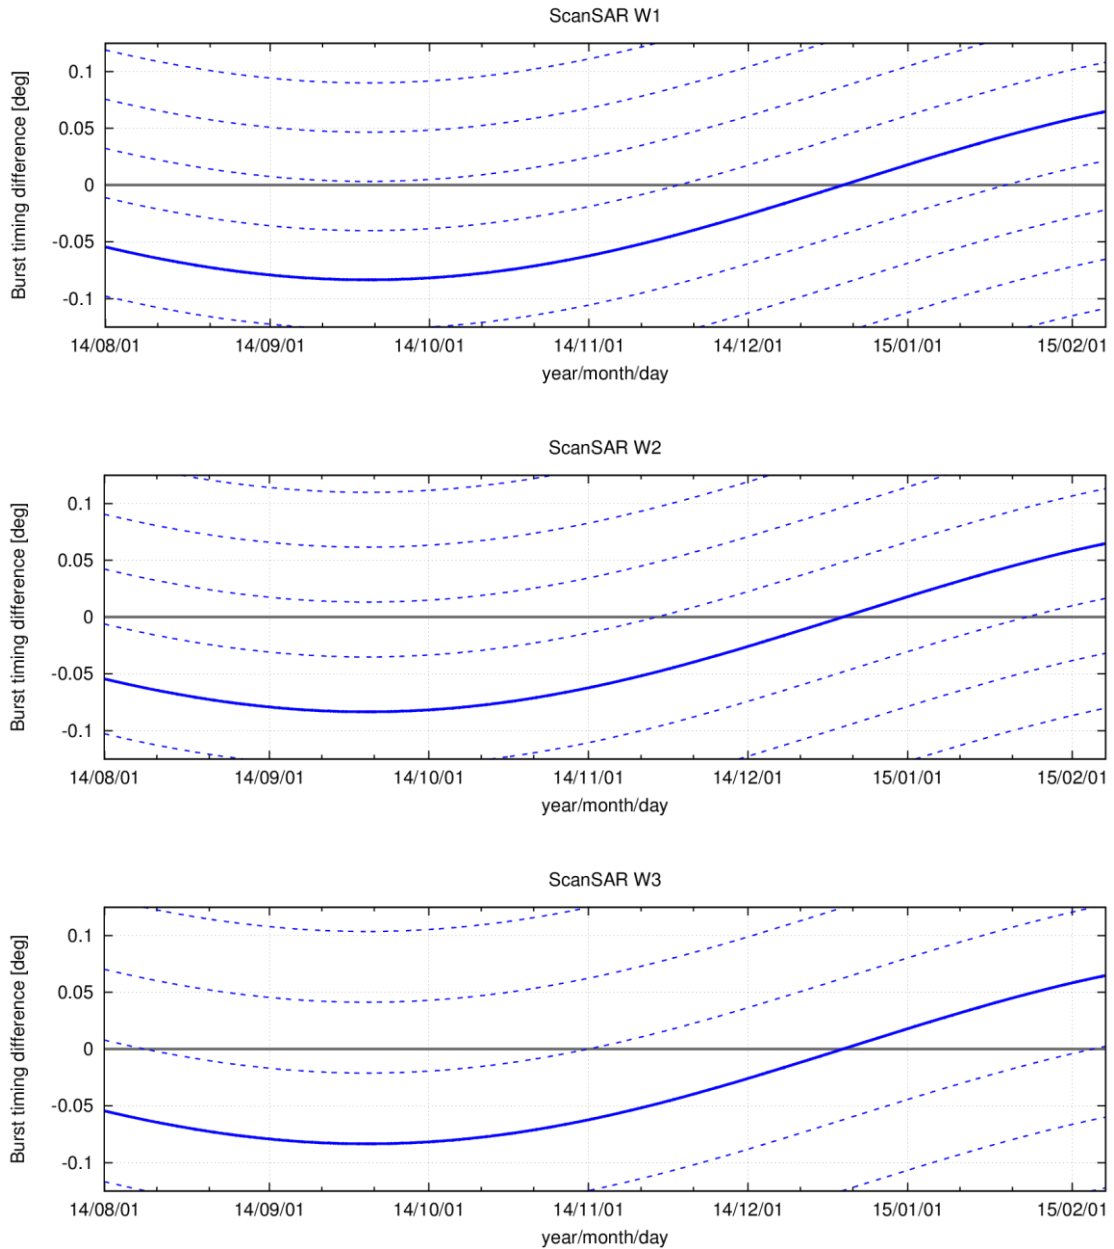 ScanSAR W1
Burst timing difference [deg]
0.1
0.05
0
-0.05
-0.1
14/08/01 14/09/01 14/10/01 14/11/01 14/12/01 15/01/01 15/02/01
year/month/day
ScanSAR W2
Burst timing difference [deg]
0.1
0.05
0
-0.05
-0.1
14/08/01 14/09/01 14/10/01 14/11/01 14/12/01 15/01/01 15/02/01
year/month/day
ScanSAR W3
Burst timing difference [deg]
0.1
0.05
0
-0.05
-0.1
14/08/01 14/09/01 14/10/01 14/11/01 14/12/01 15/01/01 15/02/01
year/month/day